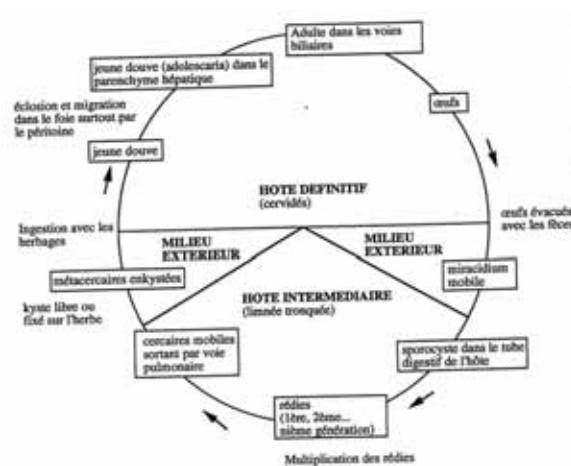 Adulte dans les voies
biliaires
œufs
œufs évacués
avec les fèces
miracidium
mobile
sporocyste dans le tube
digestif de l'hôte
rédies
(1ère, 2ème...
nième génération)
Multiplication des rédies
cercaires mobiles
sortant par voie
pulmonaire
kyste libre ou
fixé sur l'herbe
métacercaires enkystées
Ingestion avec les
herbages
jeune douve
éclosion et migration
dans le foie surtout par
le péritoine
jeune douve (adolescaria) dans le
parenchyme hépatique
HOTE DEFINITIF
(cervidés)
MILIEU
EXTERIEUR
MILIEU
EXTERIEUR
HOTE INTERMEDIAIRE
(limnée tronquée)